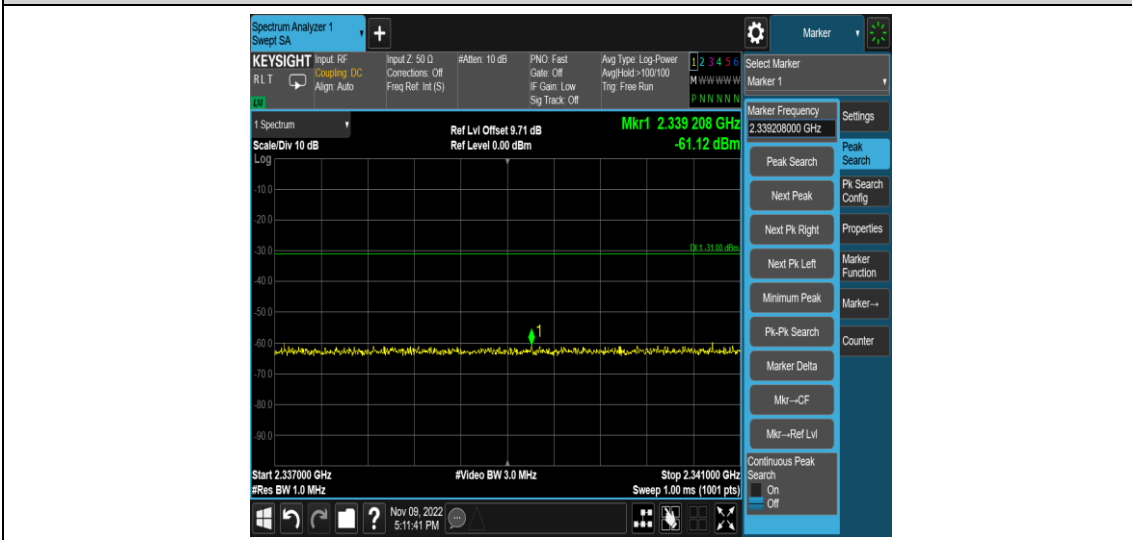 Spectrum Analyzer 1
Swept SA
+
Marker
KEYSIGHT
RLT
LXI
Input: RF
Coupling: DC
Align: Auto
Input Z: 50 Ω
Corrections: Off
Freq Ref: Int (S)
#Atten: 10 dB
PNO: Fast
Gate: Off
IF Gain: Low
Sig Track: Off
Avg Type: Log-Power
Avg|Hold:>100/100
Trig: Free Run
1 2 3 4 5 6
M W W W W W
P N N N N N
Select Marker
Marker 1
1 Spectrum
Scale/Div 10 dB
Ref Lvl Offset 9.71 dB
Ref Level 0.00 dBm
Mkr1 2.339 208 GHz
-61.12 dBm
Log
-10.0
-20.0
-30.0
-40.0
-50.0
-60.0
-70.0
-80.0
-90.0
DL1 -31.00 dBm
1
Start 2.337000 GHz
#Res BW 1.0 MHz
#Video BW 3.0 MHz
Stop 2.341000 GHz
Sweep 1.00 ms (1001 pts)
Marker Frequency
2.339208000 GHz
Peak Search
Next Peak
Next Pk Right
Next Pk Left
Minimum Peak
Pk-Pk Search
Marker Delta
Mkr→CF
Mkr→Ref Lvl
Continuous Peak
Search
On
Off
Settings
Peak
Search
Pk Search
Config
Properties
Marker
Function
Marker→
Counter
?
Nov 09, 2022
5:11:41 PM